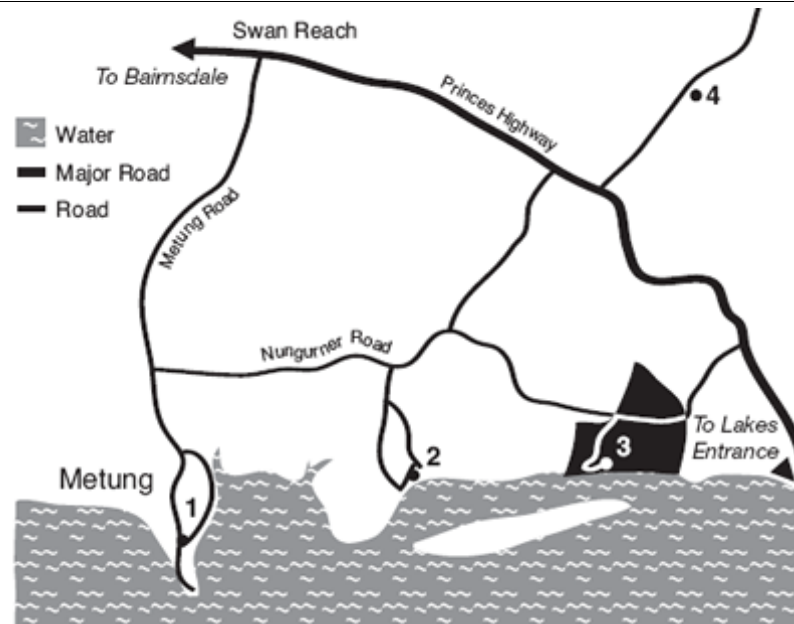 Swan Reach
To Bairnsdale
Princes Highway
4
Water
Major Road
Road
Metung Road
Nungurner Road
To Lakes
Entrance
3
2
Metung
1